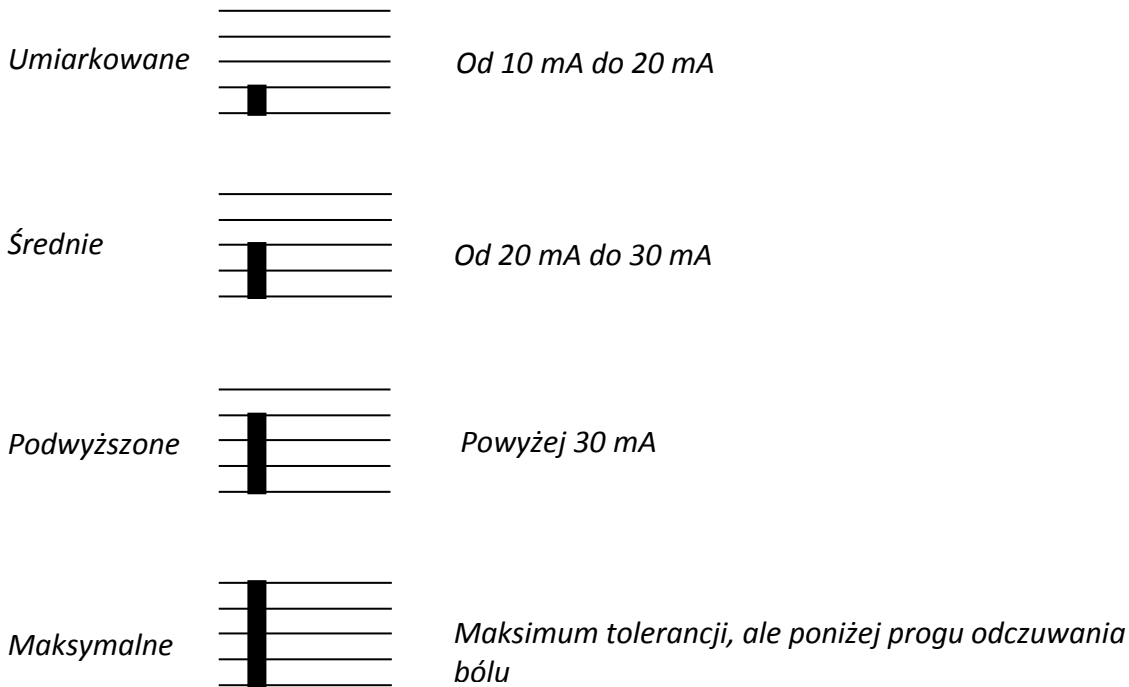 Umiarkowane
Od 10 mA do 20 mA
Średnie
Od 20 mA do 30 mA
Podwyższone
Powyżej 30 mA
Maksymalne
Maksimum tolerancji, ale poniżej progu odczuwania
bólu